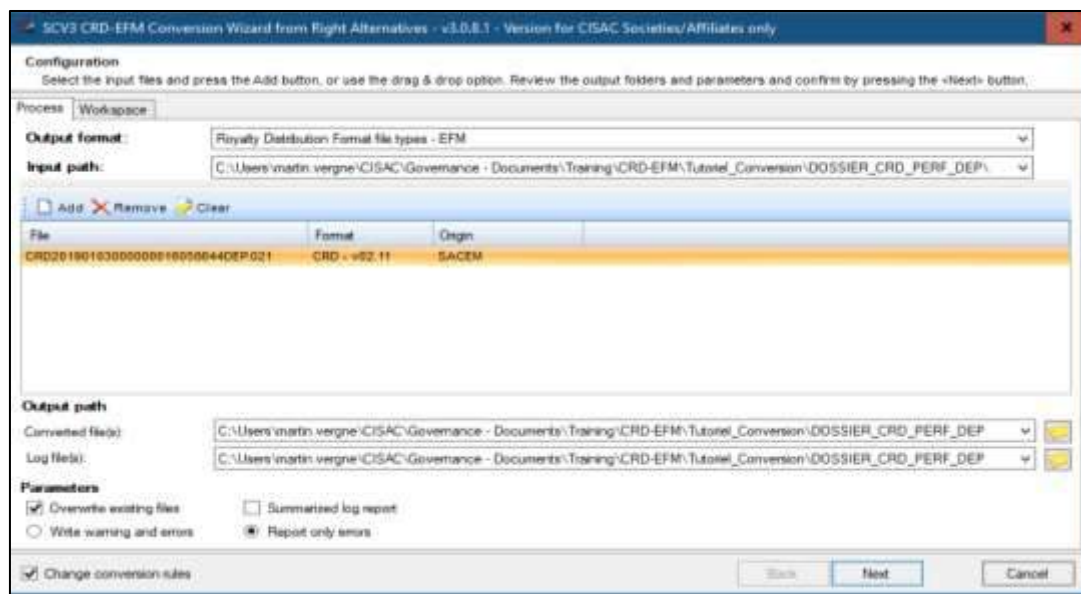 SCV3 CRD-EFM Conversion Wizard from Right Alternatives - v3.0.8.1 - Version for CISAC Societies/Affiliates only
Configuration
Select the input files and press the Add button, or use the drag & drop option. Review the output folders and parameters and confirm by pressing the «Next» button.
Process Workspace
Output format: Royalty Distribution Format file types - EFM
Input path: C:\Users\martin.vergne\CISAC\Governance - Documents\Training\CRD-EFM\Tutoriel_Conversion\DOSSIER_CRD_PERF_DEP\
Add Remove Clear
File Format Origin
CRD - v02.11 SACEM
Output path
Converted file(s): C:\Users\martin.vergne\CISAC\Governance - Documents\Training\CRD-EFM\Tutoriel_Conversion\DOSSIER_CRD_PERF_DEP
Log file(s): C:\Users\martin.vergne\CISAC\Governance - Documents\Training\CRD-EFM\Tutoriel_Conversion\DOSSIER_CRD_PERF_DEP
Parameters
Overwrite existing files Summarized log report
Write warning and errors Report only errors
Change conversion rules Back Next Cancel